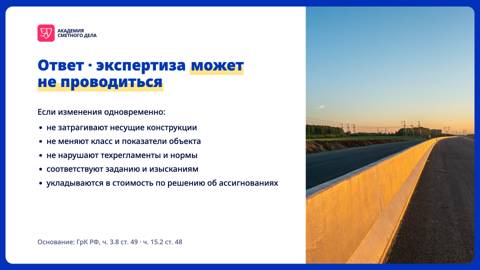 АКАДЕМИЯ
СМЕТНОГО ДЕЛА
Ответ · экспертиза может
не проводиться
Если изменения одновременно:
• не затрагивают несущие конструкции
• не меняют класс и показатели объекта
• не нарушают техрегламенты и нормы
• соответствуют заданию и изысканиям
• укладываются в стоимость по решению об ассигнованиях
Основание: ГрК РФ, ч. 3.8 ст. 49 · ч. 15.2 ст. 48